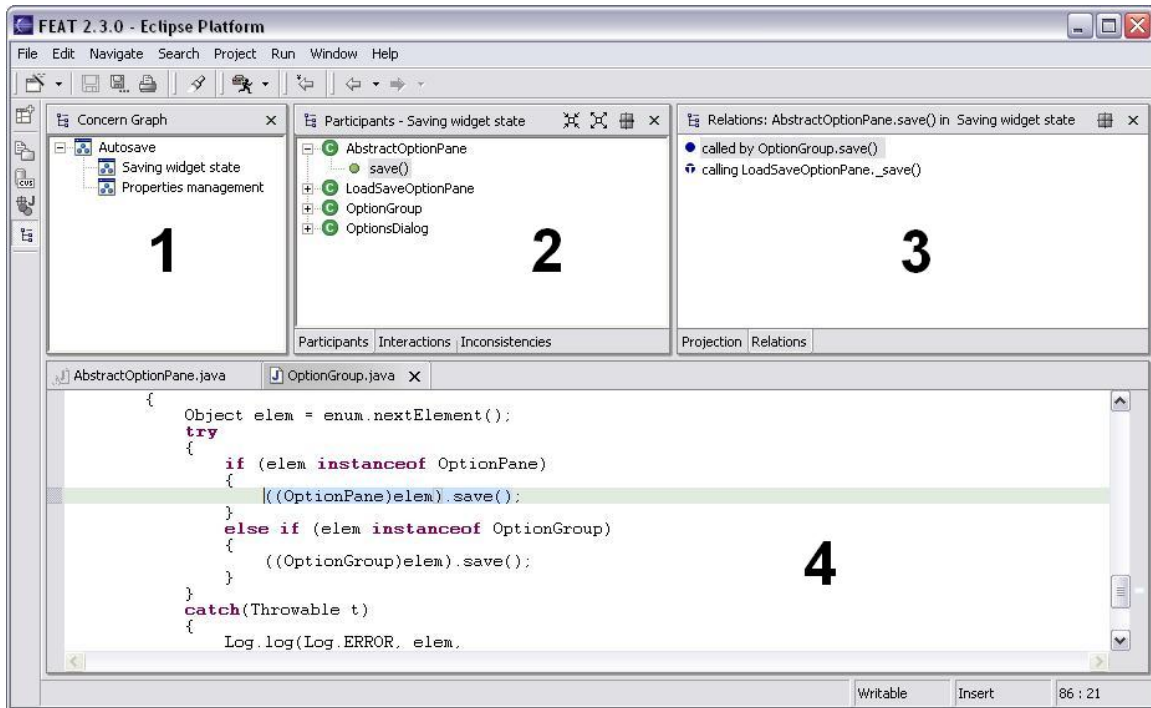 FEAT 2.3.0 - Eclipse Platform
File Edit Navigate Search Project Run Window Help
Concern Graph
Autosave
Saving widget state
Properties management
1
Participants - Saving widget state
AbstractOptionPane
save()
LoadSaveOptionPane
OptionGroup
OptionsDialog
2
Participants Interactions Inconsistencies
Relations: AbstractOptionPane.save() in Saving widget state
called by OptionGroup.save()
calling LoadSaveOptionPane._save()
3
Projection Relations
AbstractOptionPane.java OptionGroup.java
{
Object elem = enum.nextElement();
try
{
if (elem instanceof OptionPane)
{
((OptionPane)elem).save();
}
else if (elem instanceof OptionGroup)
{
((OptionGroup)elem).save();
}
}
catch(Throwable t)
{
Log.log(Log.ERROR, elem,
4
Writable Insert 86 : 21